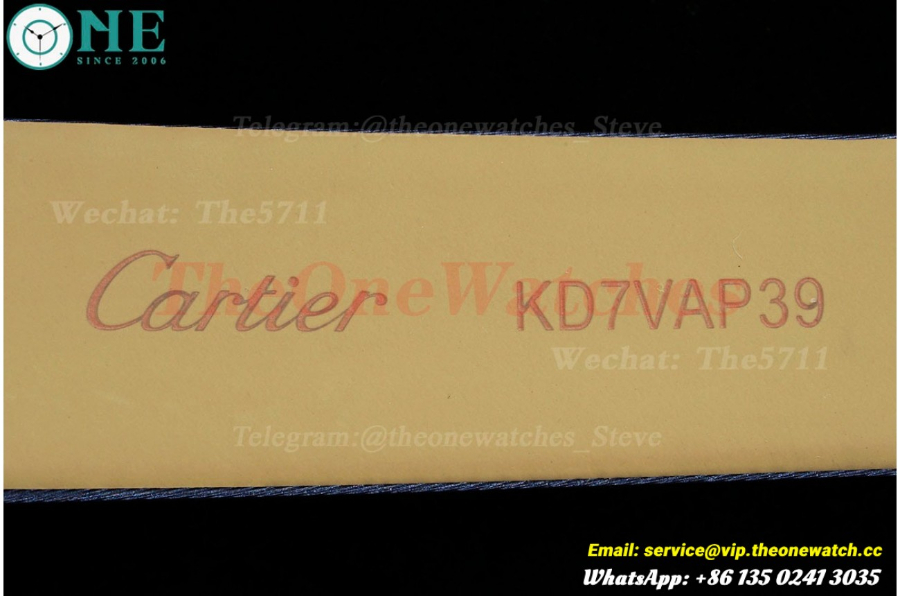 ONE
SINCE 2006
Telegram:@theonewatches_Steve
Wechat: The5711
Cartier KD7VAP39
TheOneWatches
Wechat: The5711
Telegram:@theonewatches_Steve
Email: service@vip.theonewatch.cc
WhatsApp: +86 135 0241 3035